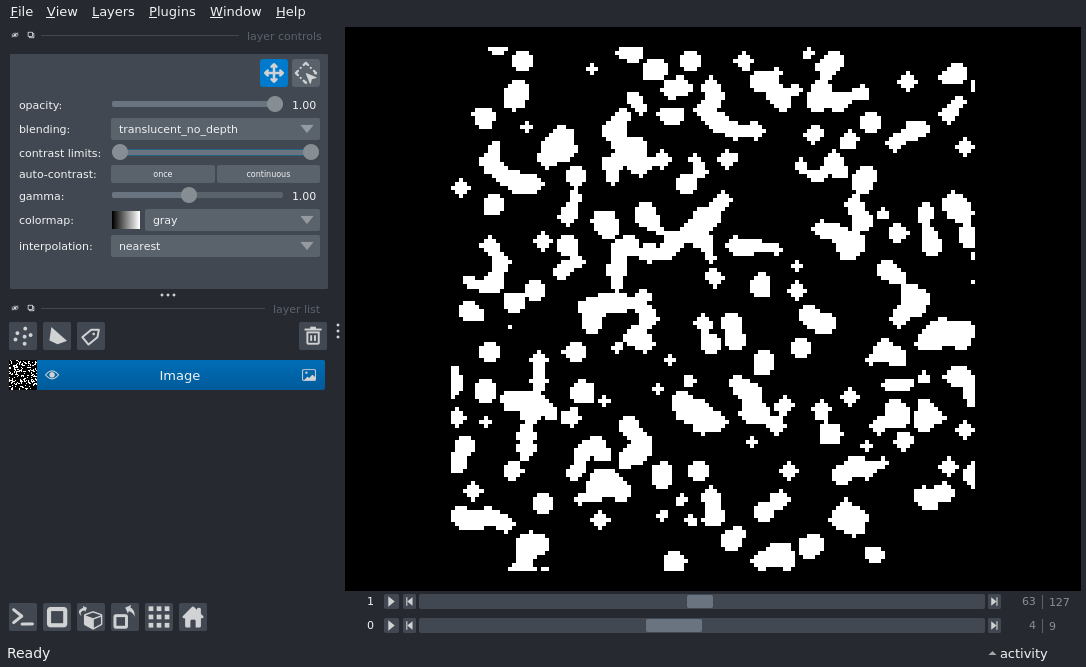 File View Layers Plugins Window Help
layer controls
opacity: 1.00
blending: translucent_no_depth
contrast limits:
auto-contrast: once continuous
gamma: 1.00
colormap: gray
interpolation: nearest
layer list
Image
1 63 127
0 4 9
Ready activity